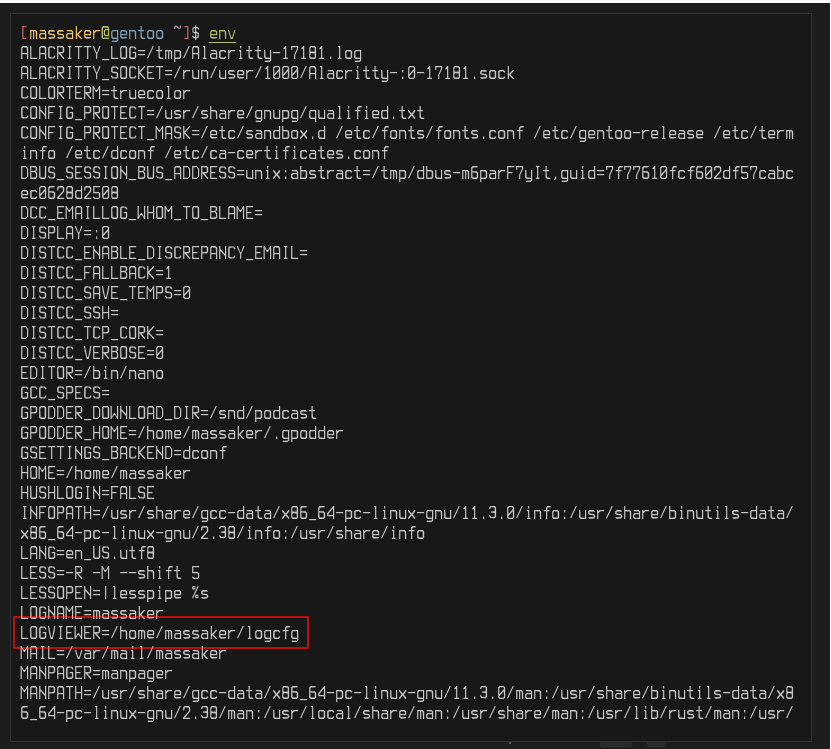 [massaker@gentoo ~]$ env
ALACRITTY_LOG=/tmp/Alacritty-17181.log
ALACRITTY_SOCKET=/run/user/1000/Alacritty-:0-17181.sock
COLORTERM=truecolor
CONFIG_PROTECT=/usr/share/gnupg/qualified.txt
CONFIG_PROTECT_MASK=/etc/sandbox.d /etc/fonts/fonts.conf /etc/gentoo-release /etc/term
info /etc/dconf /etc/ca-certificates.conf
DBUS_SESSION_BUS_ADDRESS=unix:abstract=/tmp/dbus-m6parF7yIt,guid=7f77610fcf602df57cabc
ec0628d2508
DCC_EMAILLOG_WHOM_TO_BLAME=
DISPLAY=:0
DISTCC_ENABLE_DISCREPANCY_EMAIL=
DISTCC_FALLBACK=1
DISTCC_SAVE_TEMPS=0
DISTCC_SSH=
DISTCC_TCP_CORK=
DISTCC_VERBOSE=0
EDITOR=/bin/nano
GCC_SPECS=
GPODDER_DOWNLOAD_DIR=/snd/podcast
GPODDER_HOME=/home/massaker/.gpodder
GSETTINGS_BACKEND=dconf
HOME=/home/massaker
HUSHLOGIN=FALSE
INFOPATH=/usr/share/gcc-data/x86_64-pc-linux-gnu/11.3.0/info:/usr/share/binutils-data/
x86_64-pc-linux-gnu/2.38/info:/usr/share/info
LANG=en_US.utf8
LESS=-R -M --shift 5
LESSOPEN=|lesspipe %s
LOGNAME=massaker
LOGVIEWER=/home/massaker/logcfg
MAIL=/var/mail/massaker
MANPAGER=manpager
MANPATH=/usr/share/gcc-data/x86_64-pc-linux-gnu/11.3.0/man:/usr/share/binutils-data/x8
6_64-pc-linux-gnu/2.38/man:/usr/local/share/man:/usr/share/man:/usr/lib/rust/man:/usr/